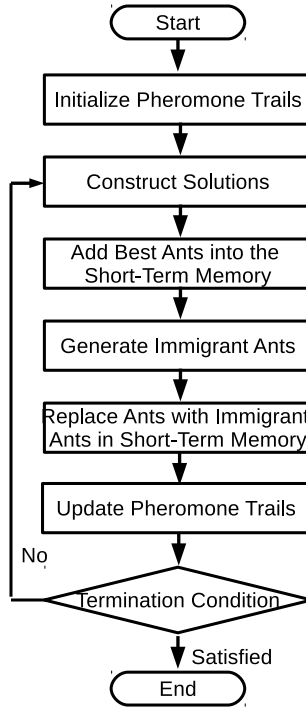 Start
Initialize Pheromone Trails
Construct Solutions
Add Best Ants into the
Short-Term Memory
Generate Immigrant Ants
Replace Ants with Immigrant
Ants in Short-Term Memory
Update Pheromone Trails
No
Termination Condition
Satisfied
End